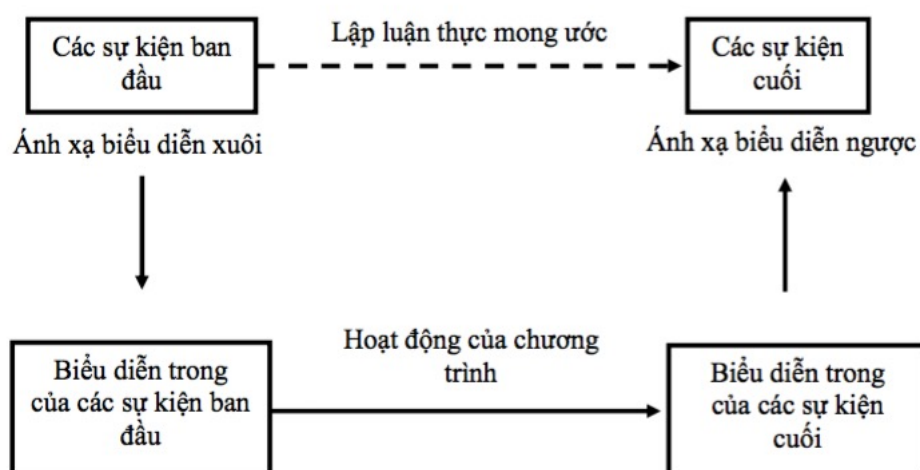 Các sự kiện ban
đầu
Lập luận thực mong ước
Các sự kiện
cuối
Ánh xạ biểu diễn xuôi
Ánh xạ biểu diễn ngược
Biểu diễn trong
của các sự kiện ban
đầu
Hoạt động của chương
trình
Biểu diễn trong
của các sự kiện
cuối